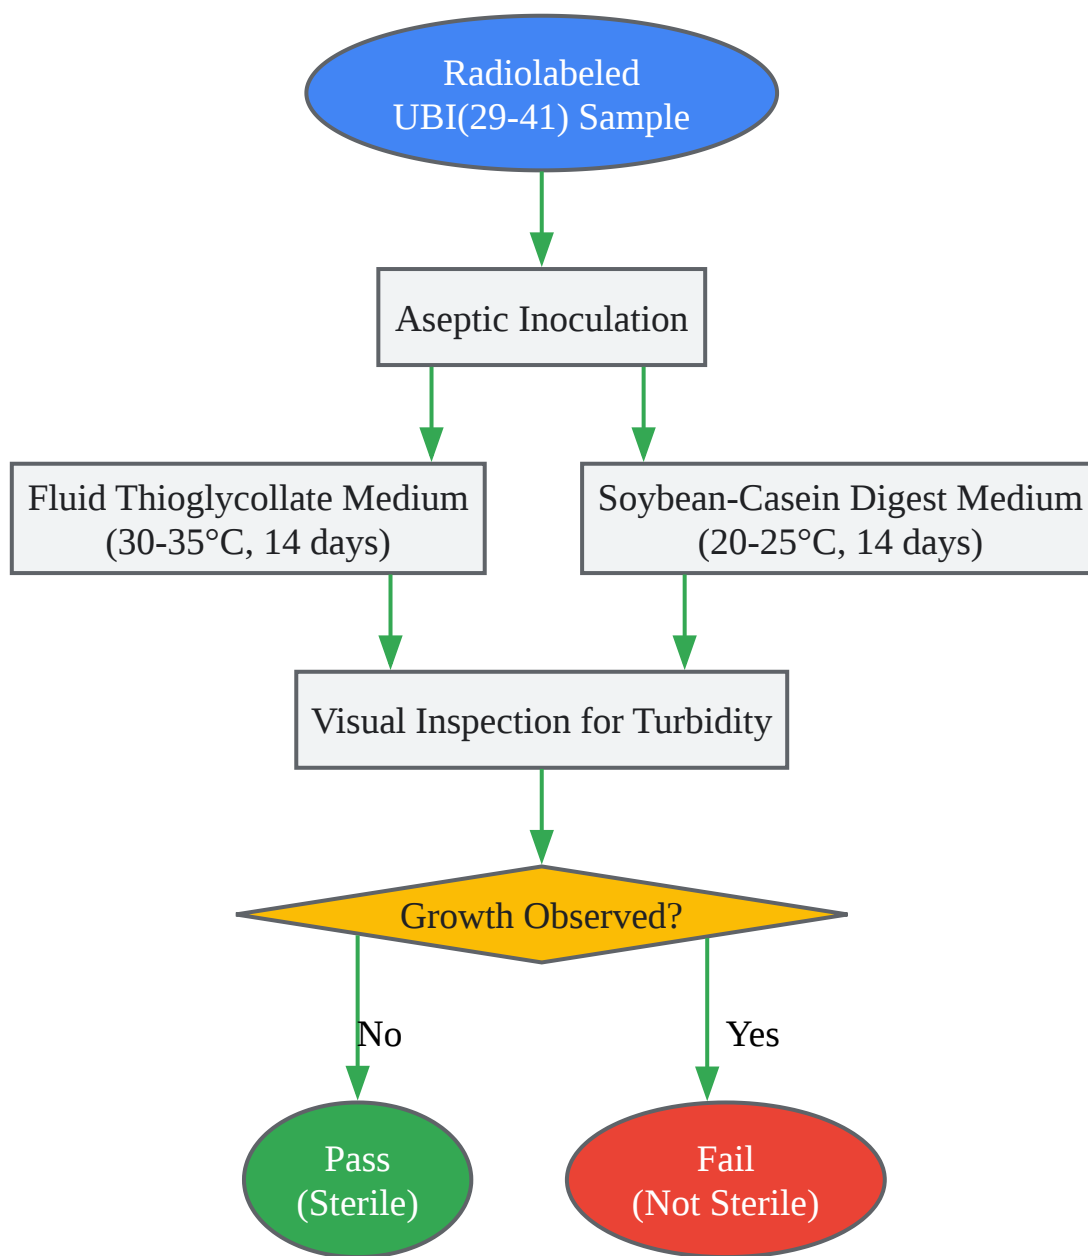 Radiolabeled
UBI(29-41) Sample
Aseptic Inoculation
Fluid Thioglycollate Medium
(30-35°C, 14 days)
Soybean-Casein Digest Medium
(20-25°C, 14 days)
Visual Inspection for Turbidity
Growth Observed?
No
Yes
Pass
(Sterile)
Fail
(Not Sterile)